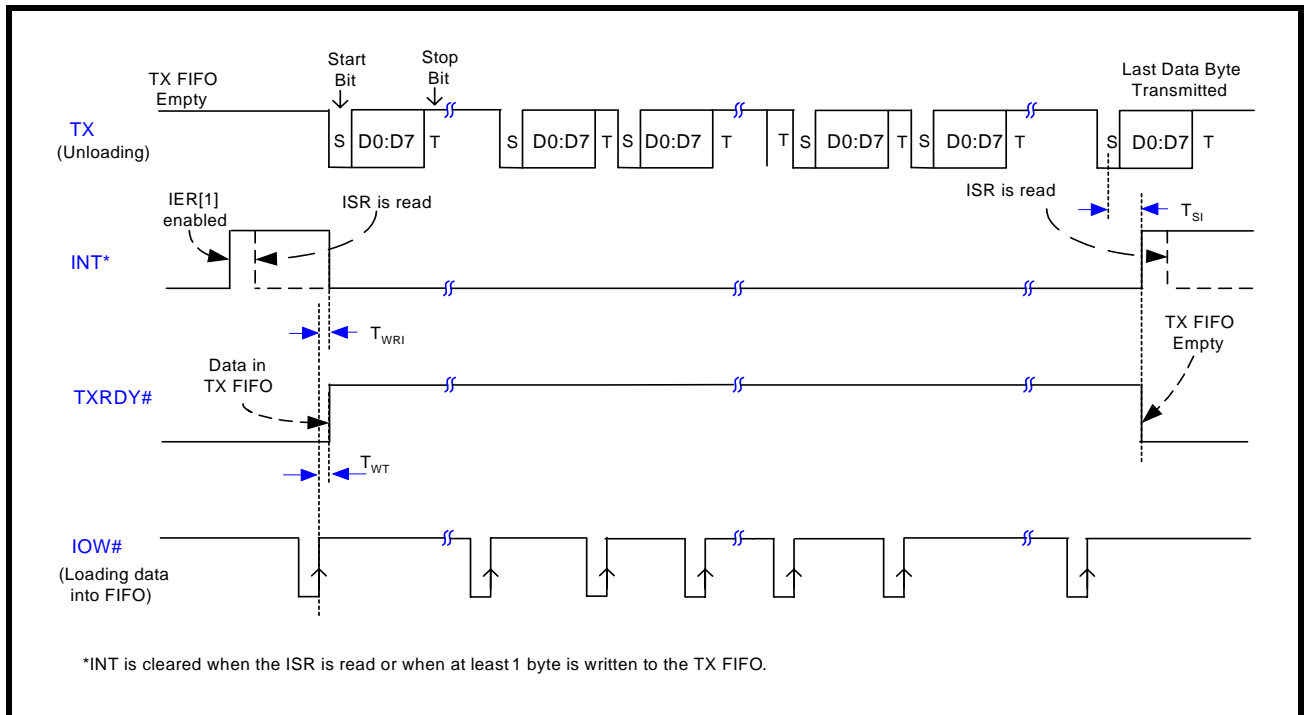 TX FIFO
Empty
Start
Bit
Stop
Bit
Last Data Byte
Transmitted
TX
(Unloading)
S D0:D7 T S D0:D7 T S D0:D7 T T S D0:D7 T S D0:D7 T S D0:D7 T
IER[1]
enabled
ISR is read
ISR is read
TSI
INT*
TWRI
TX FIFO
Empty
Data in
TX FIFO
TXRDY#
TWT
IOW#
(Loading data
into FIFO)
*INT is cleared when the ISR is read or when at least 1 byte is written to the TX FIFO.